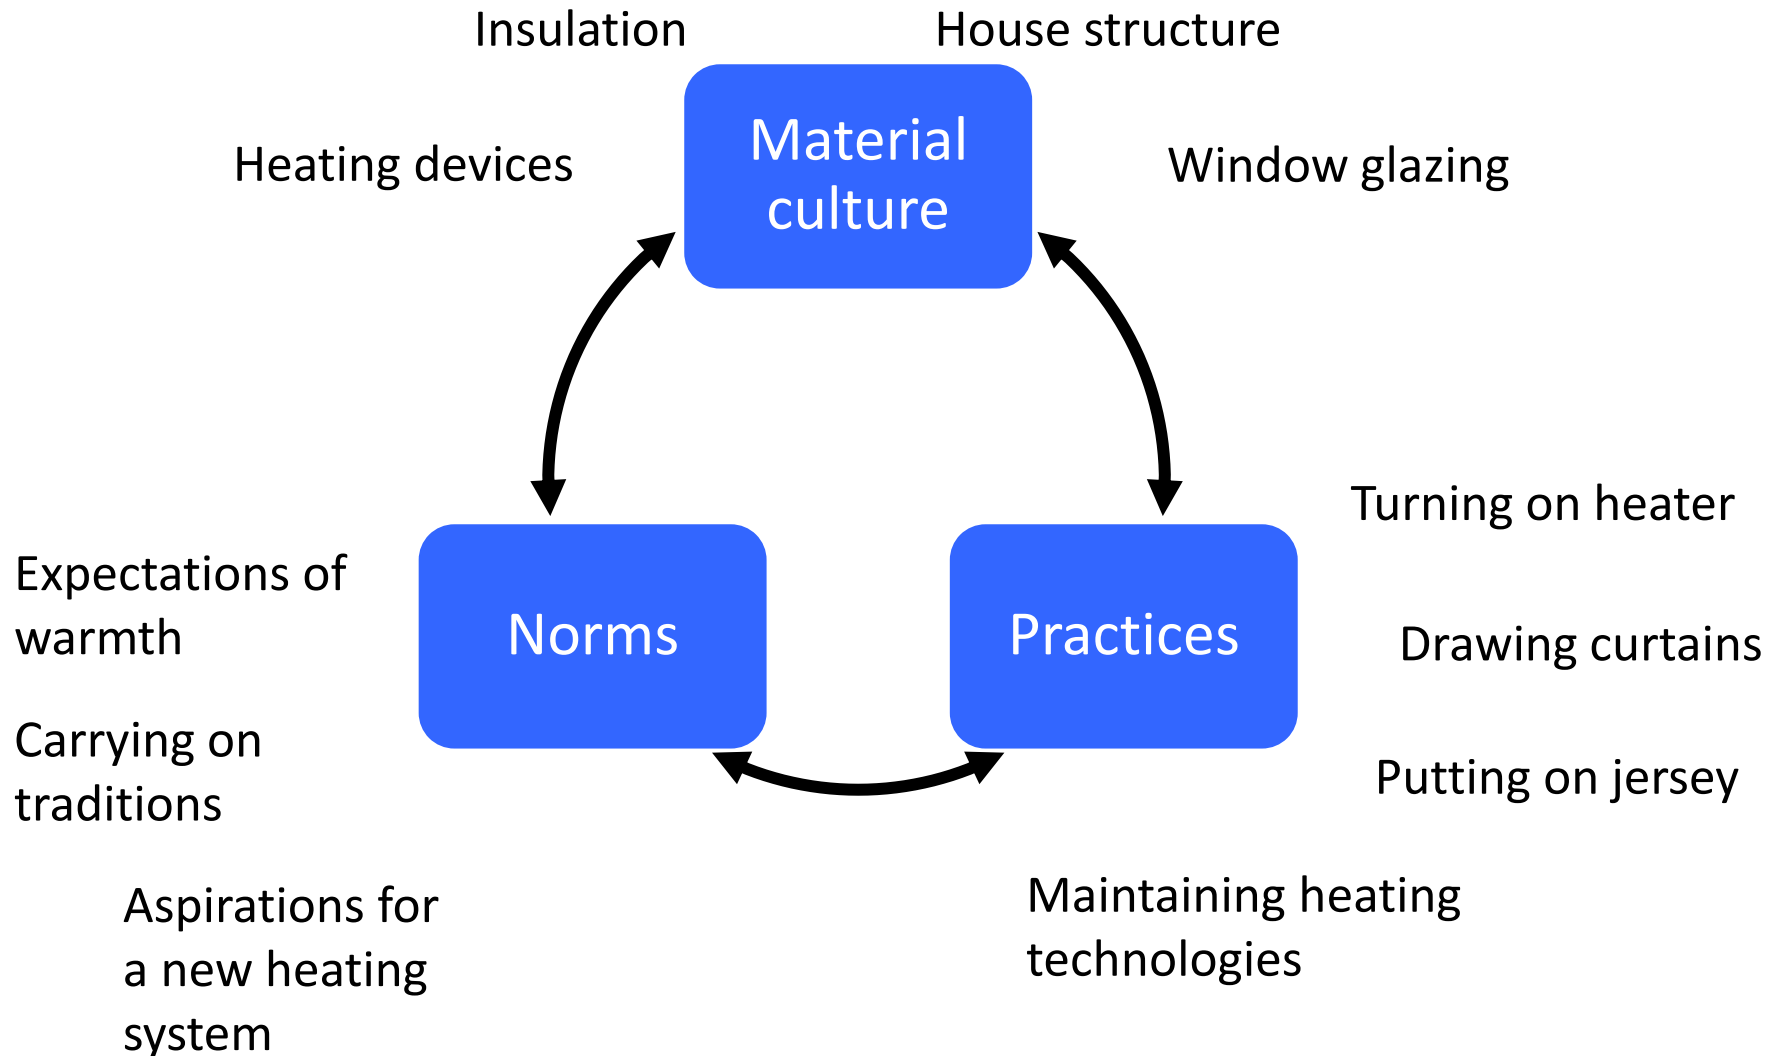 Insulation
House structure
Material
culture
Heating devices
Window glazing
Turning on heater
Expectations of
warmth
Norms
Practices
Drawing curtains
Carrying on
traditions
Putting on jersey
Aspirations for
a new heating
system
Maintaining heating
technologies